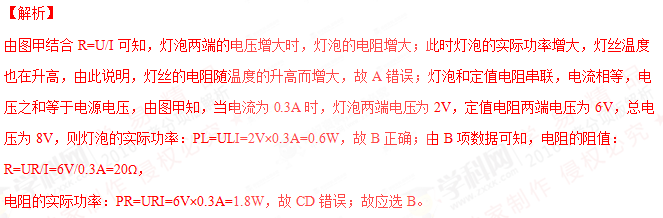 【解析】
由图甲结合 R=U/I 可知，灯泡两端的电压增大时，灯泡的电阻增大；此时灯泡的实际功率增大，灯丝温度
也在升高，由此说明，灯丝的电阻随温度的升高而增大，故 A 错误；灯泡和定值电阻串联，电流相等，电
压之和等于电源电压，由图甲知，当电流为 0.3A 时，灯泡两端电压为 2V，定值电阻两端电压为 6V，总电
压为 8V，则灯泡的实际功率：PL=ULI=2V×0.3A=0.6W，故 B 正确；由 B 项数据可知，电阻的阻值：
R=UR/I=6V/0.3A=20Ω，
电阻的实际功率：PR=URI=6V×0.3A=1.8W，故 CD 错误；故应选 B。
学科网